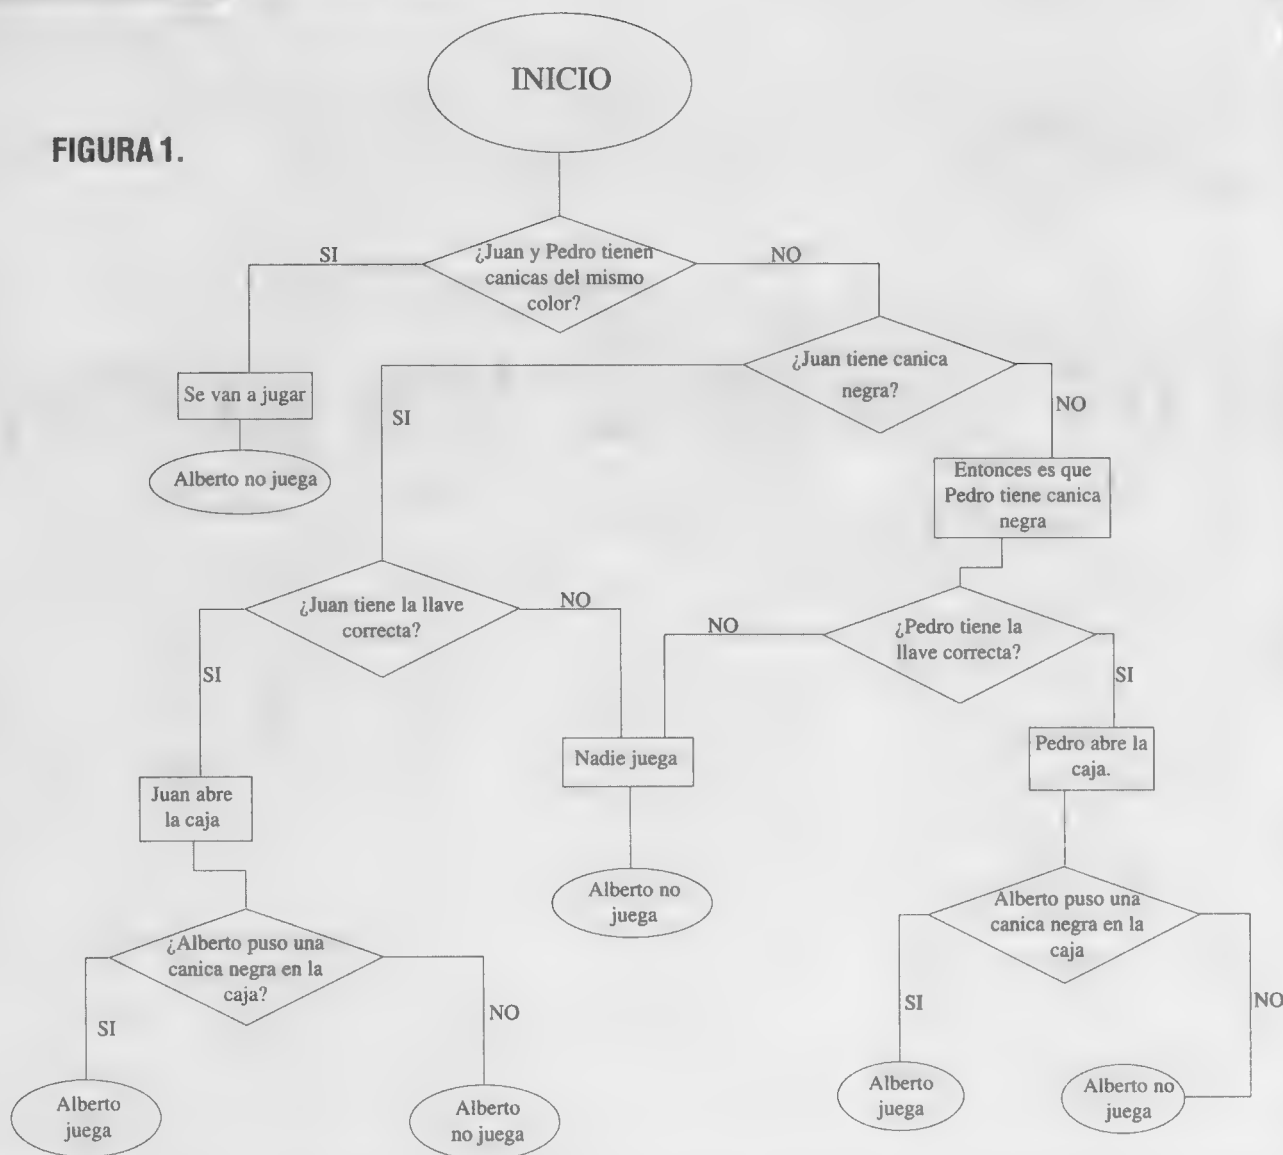 INICIO
FIGURA 1.
¿Juan y Pedro tienen
canicas del mismo
color?
SI
NO
¿Juan tiene canica
negra?
Se van a jugar
SI
NO
Alberto no juega
Entonces es que
Pedro tiene canica
negra
¿Juan tiene la llave
correcta?
NO
NO
¿Pedro tiene la
llave correcta?
SI
SI
Nadie juega
Pedro abre la
caja.
Juan abre
la caja
Alberto no
juega
Alberto puso una
canica negra en la
caja
¿Alberto puso una
canica negra en la
caja?
SI
NO
SI
NO
Alberto
juega
Alberto
no juega
Alberto
juega
Alberto no
juega